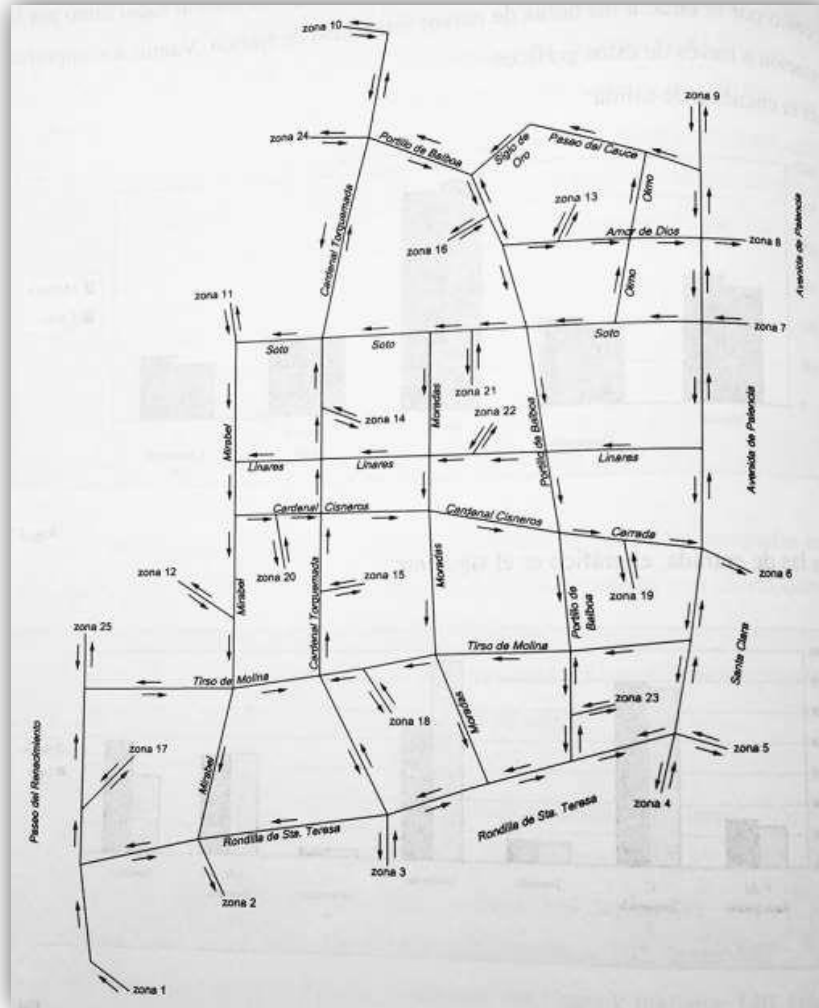 zona 10
zona 9
zona 24
Portillo de Balboa
Siglo de
Oro
Paseo del Cauce
Olmo
zona 13
Avenida de Palencia
Cardenal Torquemada
zona 16
Amor de Dios
zona 8
Olmo
zona 11
zona 7
Soto
Soto
Soto
zona 21
zona 14
Moradas
zona 22
Mirabel
Portillo de Balboa
Avenida de Palencia
Linares
Linares
Linares
Cardenal Cisneros
Cardenal Cisneros
Cerrada
zona 12
zona 20
zona 15
Moradas
zona 19
zona 6
Mirabel
Cardenal Torquemada
Portillo de
Balboa
zona 25
Tirso de Molina
Tirso de Molina
Santa Clara
zona 18
Moradas
zona 23
zona 17
Mirabel
zona 5
Paseo del Renacimiento
Rondilla de Sta. Teresa
Rondilla de Sta. Teresa
zona 4
zona 3
zona 2
zona 1